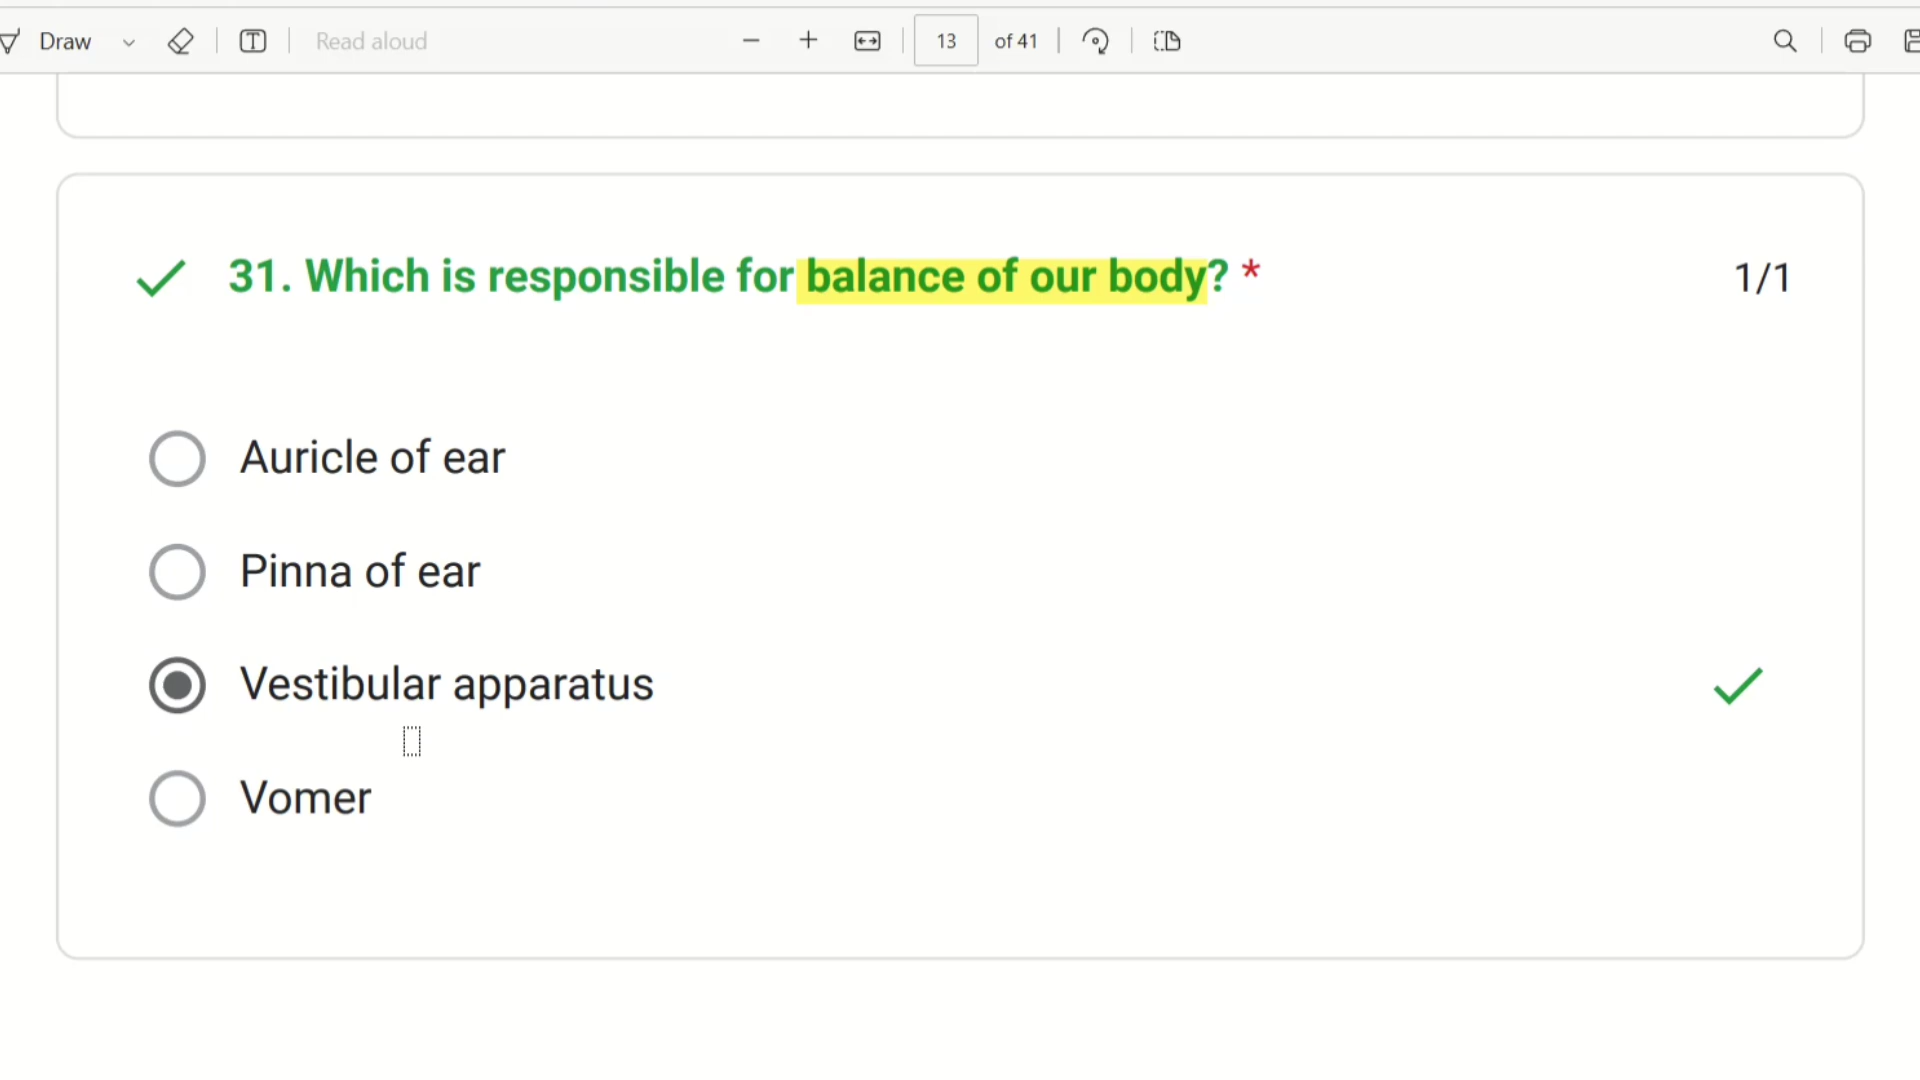 Draw Read aloud 13 of 41
31. Which is responsible for balance of our body? * 1/1
Auricle of ear
Pinna of ear
Vestibular apparatus
Vomer